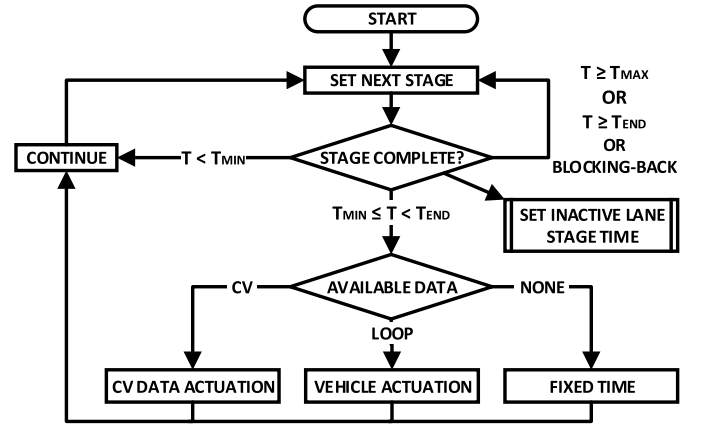 START
SET NEXT STAGE
T ≥ TMAX
OR
T ≥ TEND
OR
BLOCKING-BACK
CONTINUE
T < TMIN
STAGE COMPLETE?
TMIN ≤ T < TEND
SET INACTIVE LANE
STAGE TIME
CV
AVAILABLE DATA
NONE
LOOP
CV DATA ACTUATION
VEHICLE ACTUATION
FIXED TIME